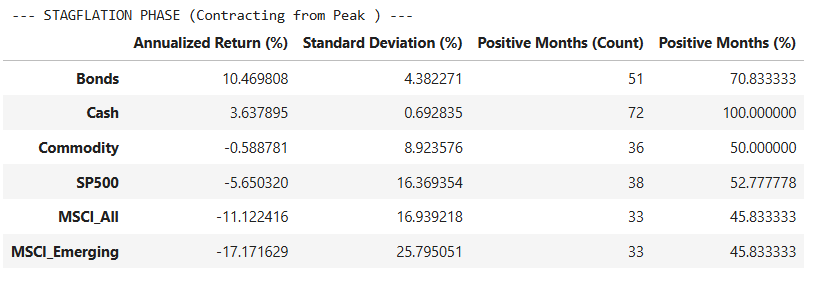 --- STAGFLATION PHASE (Contracting from Peak ) ---
Annualized Return (%) Standard Deviation (%) Positive Months (Count) Positive Months (%)
Bonds 10.469808 4.382271 51 70.833333
Cash 3.637895 0.692835 72 100.000000
Commodity -0.588781 8.923576 36 50.000000
SP500 -5.650320 16.369354 38 52.777778
MSCI_All -11.122416 16.939218 33 45.833333
MSCI_Emerging -17.171629 25.795051 33 45.833333